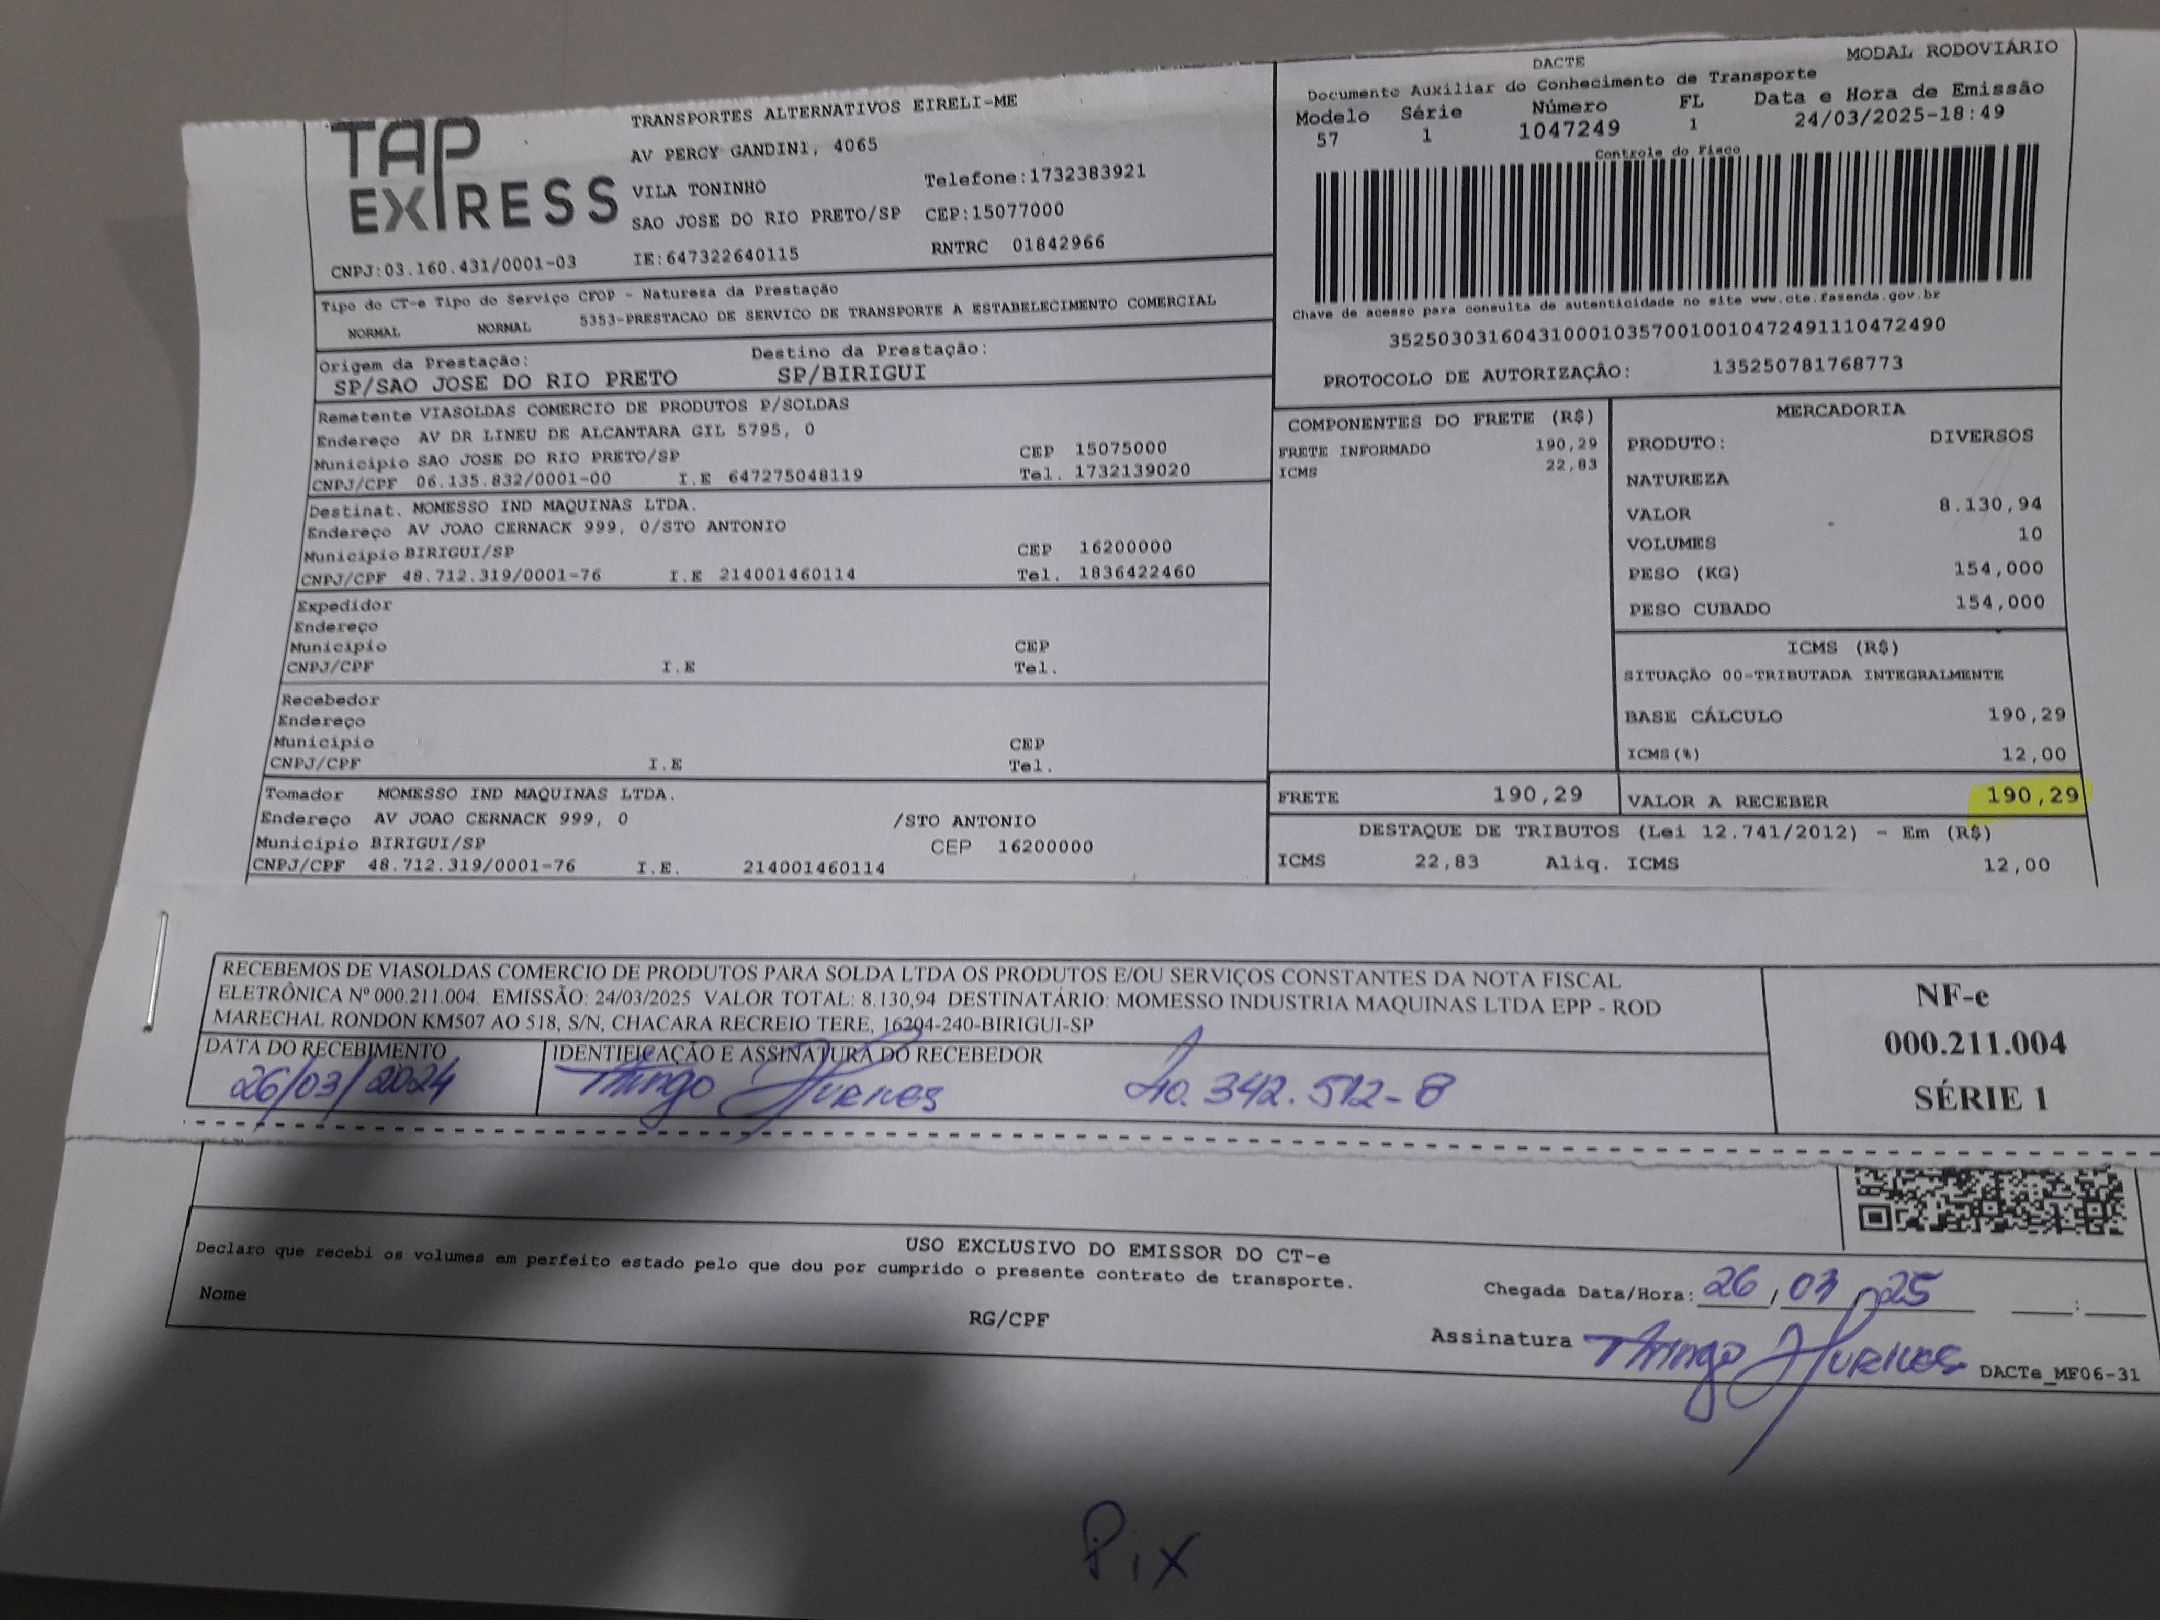 TAP EXPRESS
TRANSPORTES ALTERNATIVOS EIRELI-ME
AV PERCY GANDINI, 4065
VILA TONINHO Telefone:1732383921
SAO JOSE DO RIO PRETO/SP CEP:15077000
CNPJ:03.160.431/0001-03 IE:647322640115 RNTRC 01842966
DACTE MODAL RODOVIÁRIO
Documento Auxiliar do Conhecimento de Transporte
Modelo Série Número FL Data e Hora de Emissão
57 1 1047249 1 24/03/2025-18:49
Controle do Fisco
Chave de acesso para consulta de autenticidade no site www.cte.fazenda.gov.br
35250303160431000103570010010472491110472490
PROTOCOLO DE AUTORIZAÇÃO: 135250781768773
Tipo do CT-e Tipo do Serviço CFOP - Natureza da Prestação
NORMAL NORMAL 5353-PRESTACAO DE SERVICO DE TRANSPORTE A ESTABELECIMENTO COMERCIAL
Origem da Prestação: Destino da Prestação:
SP/SAO JOSE DO RIO PRETO SP/BIRIGUI
Remetente VIASOLDAS COMERCIO DE PRODUTOS P/SOLDAS
Endereço AV DR LINEU DE ALCANTARA GIL 5795, 0
Município SAO JOSE DO RIO PRETO/SP CEP 15075000
CNPJ/CPF 06.135.832/0001-00 I.E 647275048119 Tel. 1732139020
Destinat. MOMESSO IND MAQUINAS LTDA.
Endereço AV JOAO CERNACK 999, 0/STO ANTONIO
Município BIRIGUI/SP CEP 16200000
CNPJ/CPF 48.712.319/0001-76 I.E 214001460114 Tel. 1836422460
Expedidor
Endereço
Município CEP
CNPJ/CPF I.E Tel.
Recebedor
Endereço
Município CEP
CNPJ/CPF I.E Tel.
Tomador MOMESSO IND MAQUINAS LTDA.
Endereço AV JOAO CERNACK 999, 0 /STO ANTONIO
Município BIRIGUI/SP CEP 16200000
CNPJ/CPF 48.712.319/0001-76 I.E. 214001460114
COMPONENTES DO FRETE (R$)
FRETE INFORMADO 190,29
ICMS 22,83
MERCADORIA
PRODUTO: DIVERSOS
NATUREZA
VALOR 8.130,94
VOLUMES 10
PESO (KG) 154,000
PESO CUBADO 154,000
ICMS (R$)
SITUAÇÃO 00-TRIBUTADA INTEGRALMENTE
BASE CÁLCULO 190,29
ICMS(%) 12,00
FRETE 190,29 VALOR A RECEBER 190,29
DESTAQUE DE TRIBUTOS (Lei 12.741/2012) - Em (R$)
ICMS 22,83 Aliq. ICMS 12,00
RECEBEMOS DE VIASOLDAS COMERCIO DE PRODUTOS PARA SOLDA LTDA OS PRODUTOS E/OU SERVIÇOS CONSTANTES DA NOTA FISCAL
ELETRÔNICA Nº 000.211.004. EMISSÃO: 24/03/2025 VALOR TOTAL: 8.130,94 DESTINATÁRIO: MOMESSO INDUSTRIA MAQUINAS LTDA EPP - ROD
MARECHAL RONDON KM507 AO 518, S/N, CHACARA RECREIO TERE, 16204-240-BIRIGUI-SP
DATA DO RECEBIMENTO IDENTIFICAÇÃO E ASSINATURA DO RECEBEDOR
26/03/2024 40.342.512-8
NF-e
000.211.004
SÉRIE 1
USO EXCLUSIVO DO EMISSOR DO CT-e
Declaro que recebi os volumes em perfeito estado pelo que dou por cumprido o presente contrato de transporte.
Nome RG/CPF
Chegada Data/Hora: 26/03/25 :
Assinatura
DACTe_MF06-31
Pix